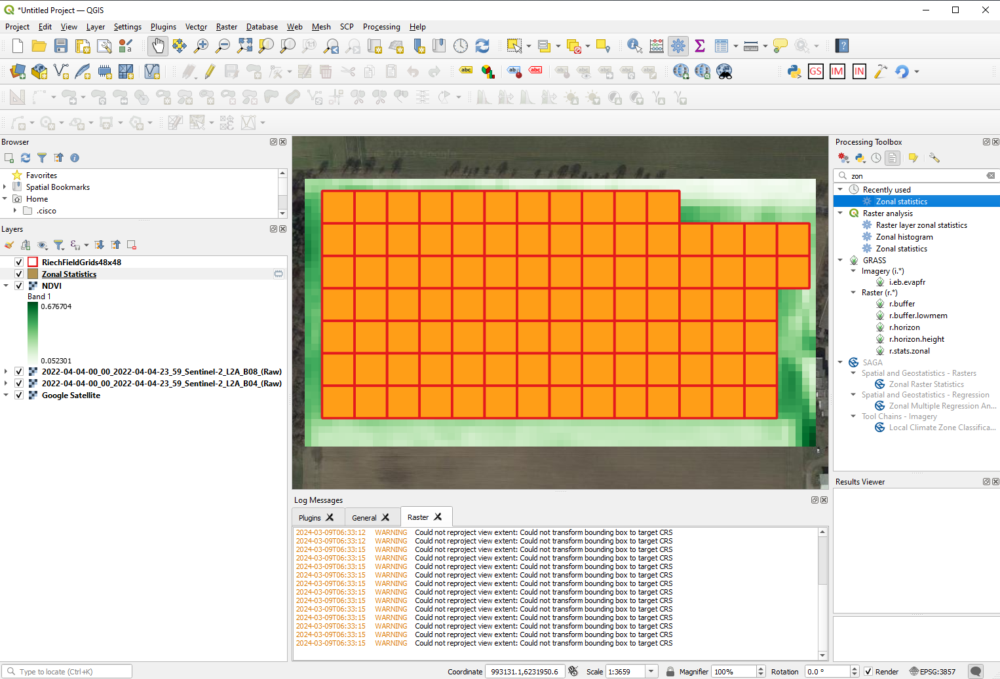 *Untitled Project — QGIS
Project Edit View Layer Settings Plugins Vector Raster Database Web Mesh SCP Processing Help
abc abc ab abc GS IM IN
Browser
Favorites
Spatial Bookmarks
Home
.cisco
Layers
RiechFieldGrids48x48
Zonal Statistics
NDVI
Band 1
0.676704
0.052301
2022-04-04-00_00_2022-04-04-23_59_Sentinel-2_L2A_B08_(Raw)
2022-04-04-00_00_2022-04-04-23_59_Sentinel-2_L2A_B04_(Raw)
Google Satellite
Log Messages
Plugins General Raster
2024-03-09T06:33:12 WARNING Could not reproject view extent: Could not transform bounding box to target CRS
2024-03-09T06:33:12 WARNING Could not reproject view extent: Could not transform bounding box to target CRS
2024-03-09T06:33:15 WARNING Could not reproject view extent: Could not transform bounding box to target CRS
2024-03-09T06:33:15 WARNING Could not reproject view extent: Could not transform bounding box to target CRS
2024-03-09T06:33:15 WARNING Could not reproject view extent: Could not transform bounding box to target CRS
2024-03-09T06:33:15 WARNING Could not reproject view extent: Could not transform bounding box to target CRS
2024-03-09T06:33:15 WARNING Could not reproject view extent: Could not transform bounding box to target CRS
2024-03-09T06:33:15 WARNING Could not reproject view extent: Could not transform bounding box to target CRS
2024-03-09T06:33:15 WARNING Could not reproject view extent: Could not transform bounding box to target CRS
2024-03-09T06:33:15 WARNING Could not reproject view extent: Could not transform bounding box to target CRS
2024-03-09T06:33:15 WARNING Could not reproject view extent: Could not transform bounding box to target CRS
2024-03-09T06:33:15 WARNING Could not reproject view extent: Could not transform bounding box to target CRS
2024-03-09T06:33:15 WARNING Could not reproject view extent: Could not transform bounding box to target CRS
2024-03-09T06:33:15 WARNING Could not reproject view extent: Could not transform bounding box to target CRS
Processing Toolbox
zon
Recently used
Zonal statistics
Raster analysis
Raster layer zonal statistics
Zonal histogram
Zonal statistics
GRASS
Imagery (i.*)
i.eb.evapfr
Raster (r.*)
r.buffer
r.buffer.lowmem
r.horizon
r.horizon.height
r.stats.zonal
SAGA
Spatial and Geostatistics - Rasters
Zonal Raster Statistics
Spatial and Geostatistics - Regression
Zonal Multiple Regression An...
Tool Chains - Imagery
Local Climate Zone Classifica...
Results Viewer
Type to locate (Ctrl+K) Coordinate 993131.1,6231950.6 Scale 1:3659 Magnifier 100% Rotation 0.0 ° Render EPSG:3857